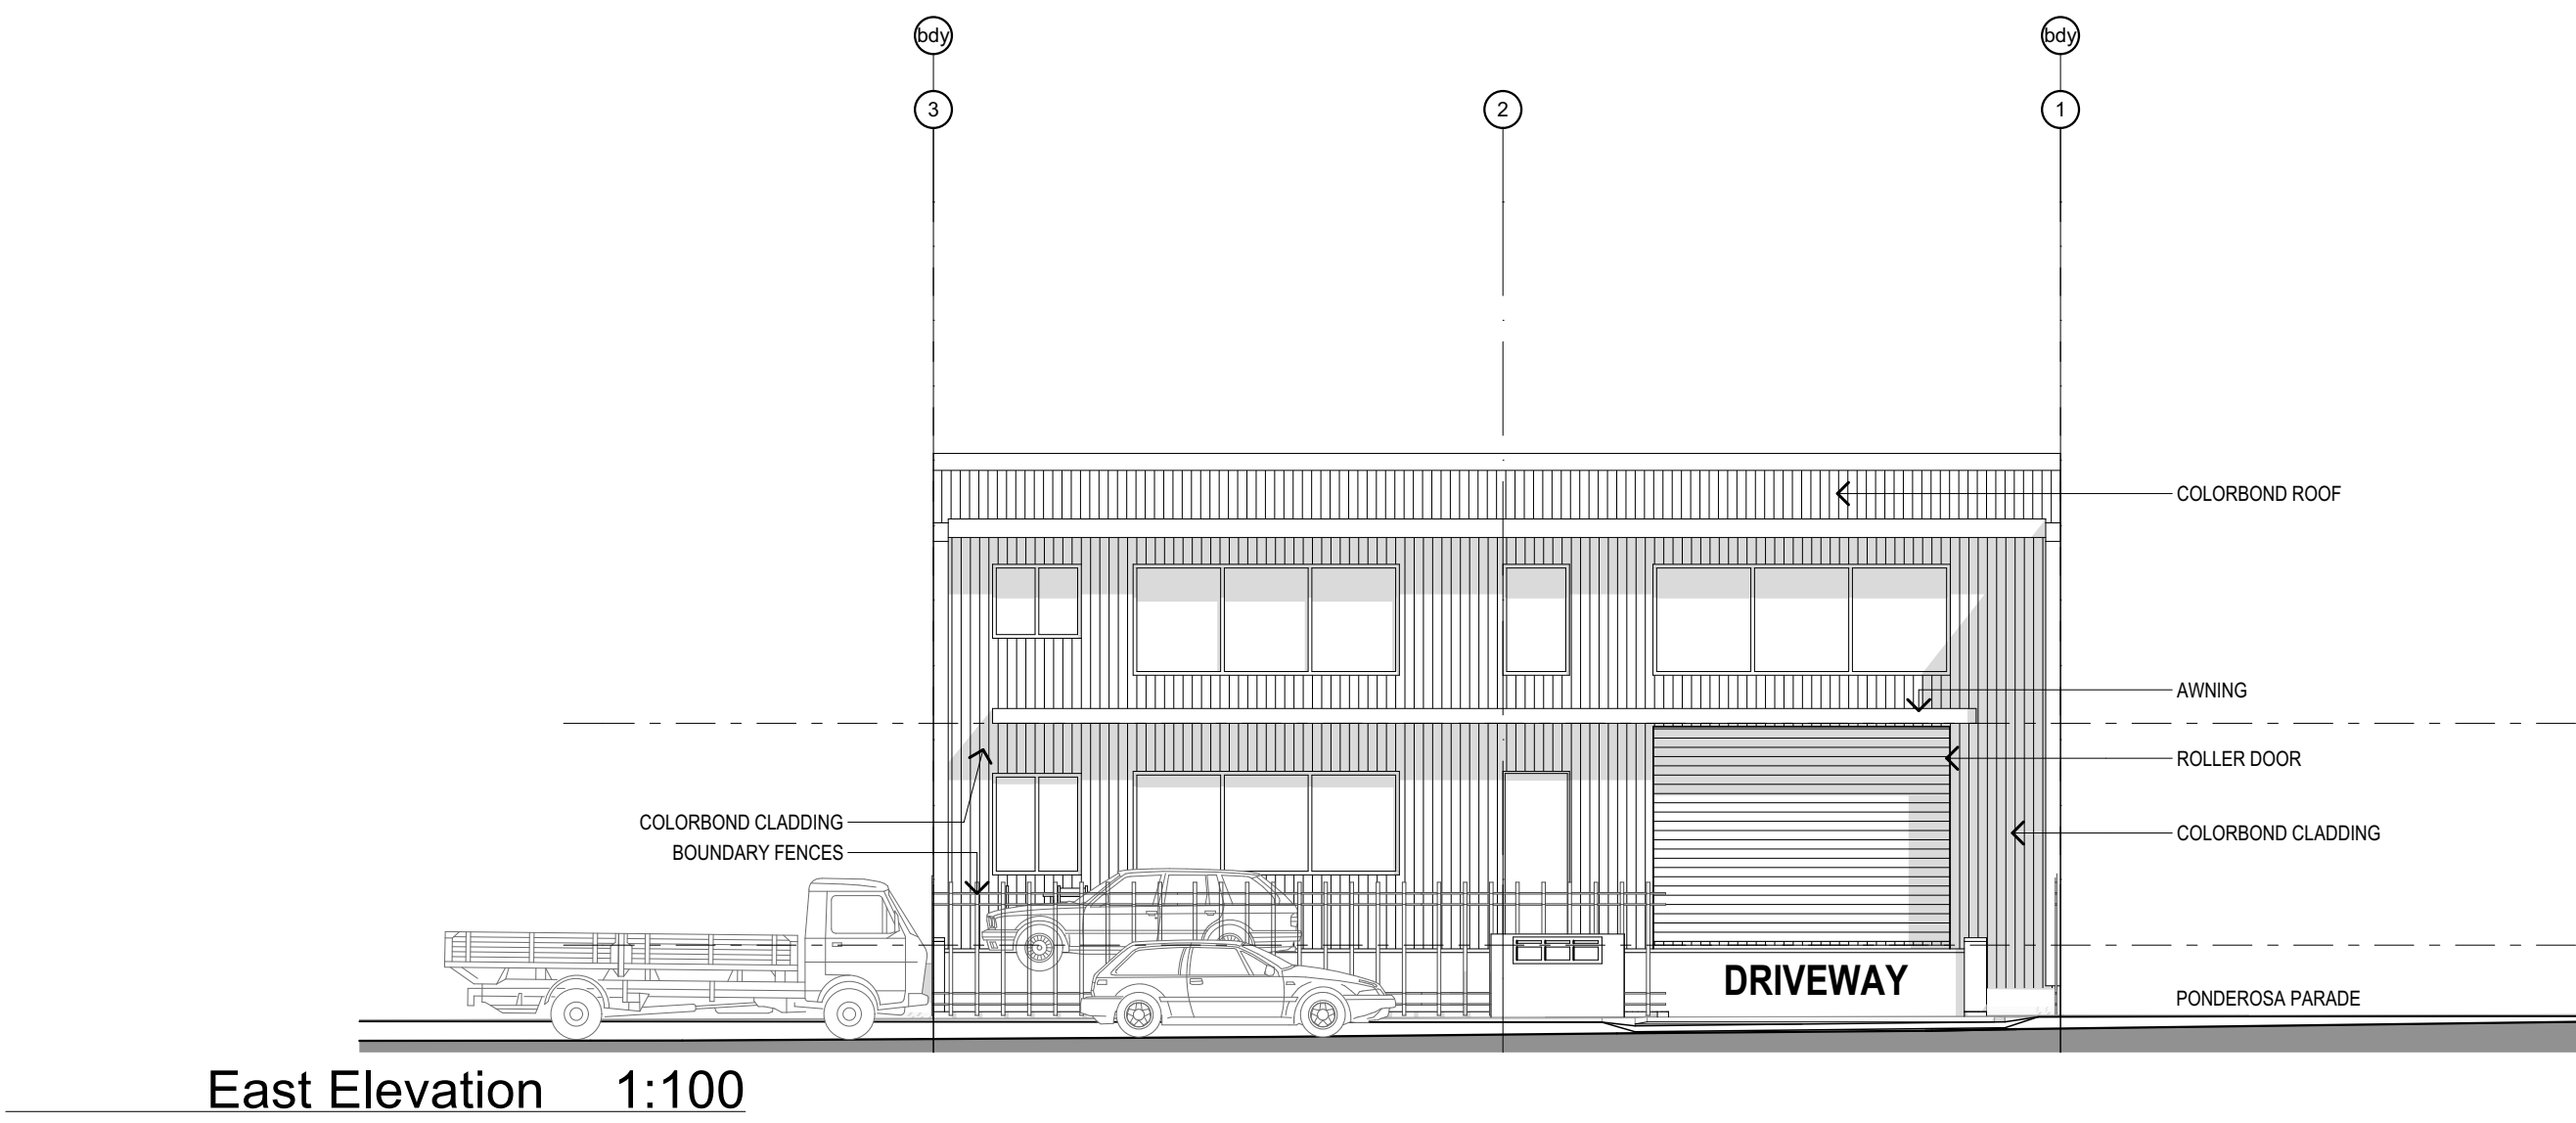 bdy
bdy
3
2
1
COLORBOND ROOF
AWNING
ROLLER DOOR
COLORBOND CLADDING
COLORBOND CLADDING
BOUNDARY FENCES
DRIVEWAY
PONDEROSA PARADE
East Elevation 1:100